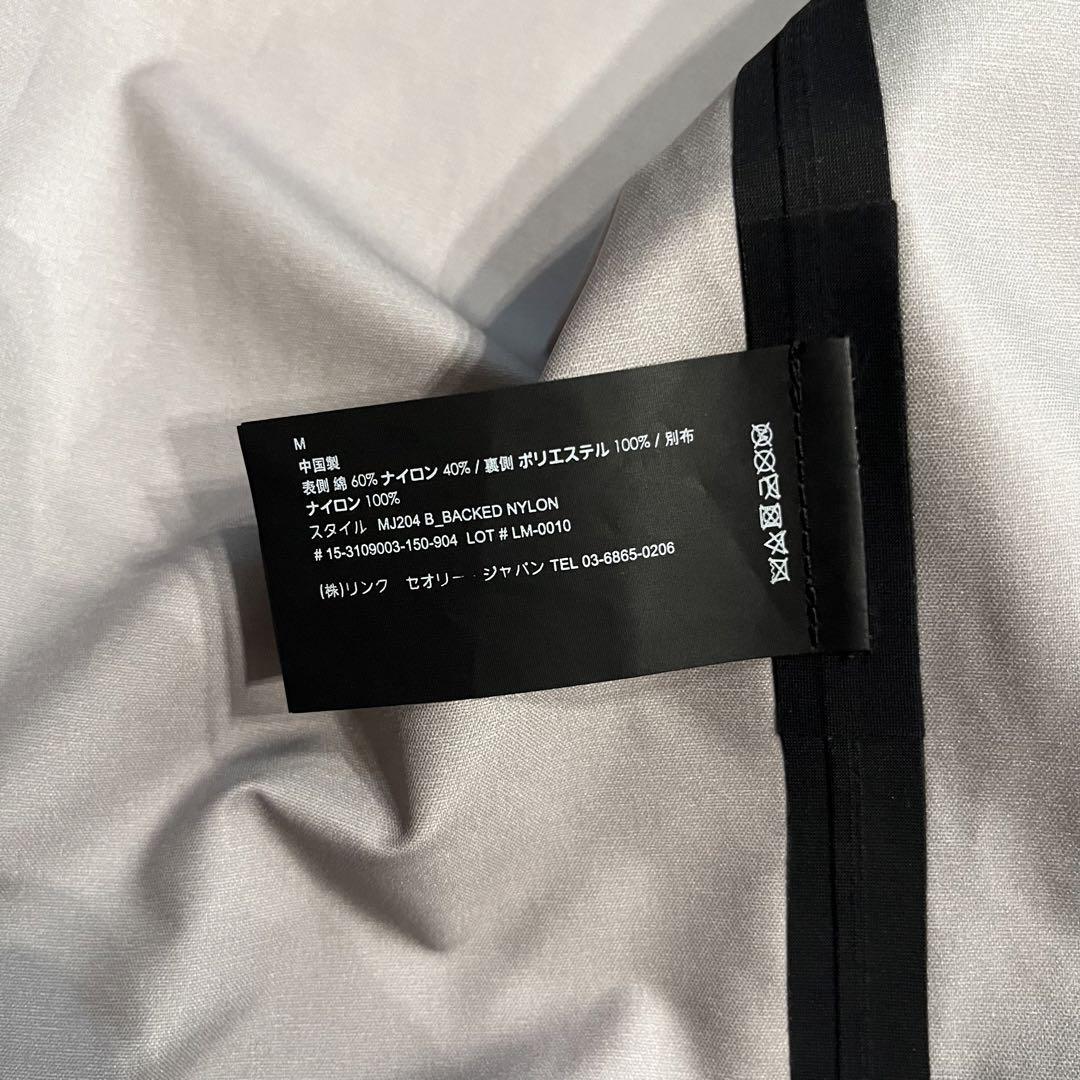 M
中国製
表側 綿 60% ナイロン 40% / 裏側 ポリエステル 100% / 別布
ナイロン 100%
スタイル MJ204 B_BACKED NYLON
# 15-3109003-150-904 LOT # LM-0010
(株)リンク セオリー・ジャパン TEL 03-6865-0206